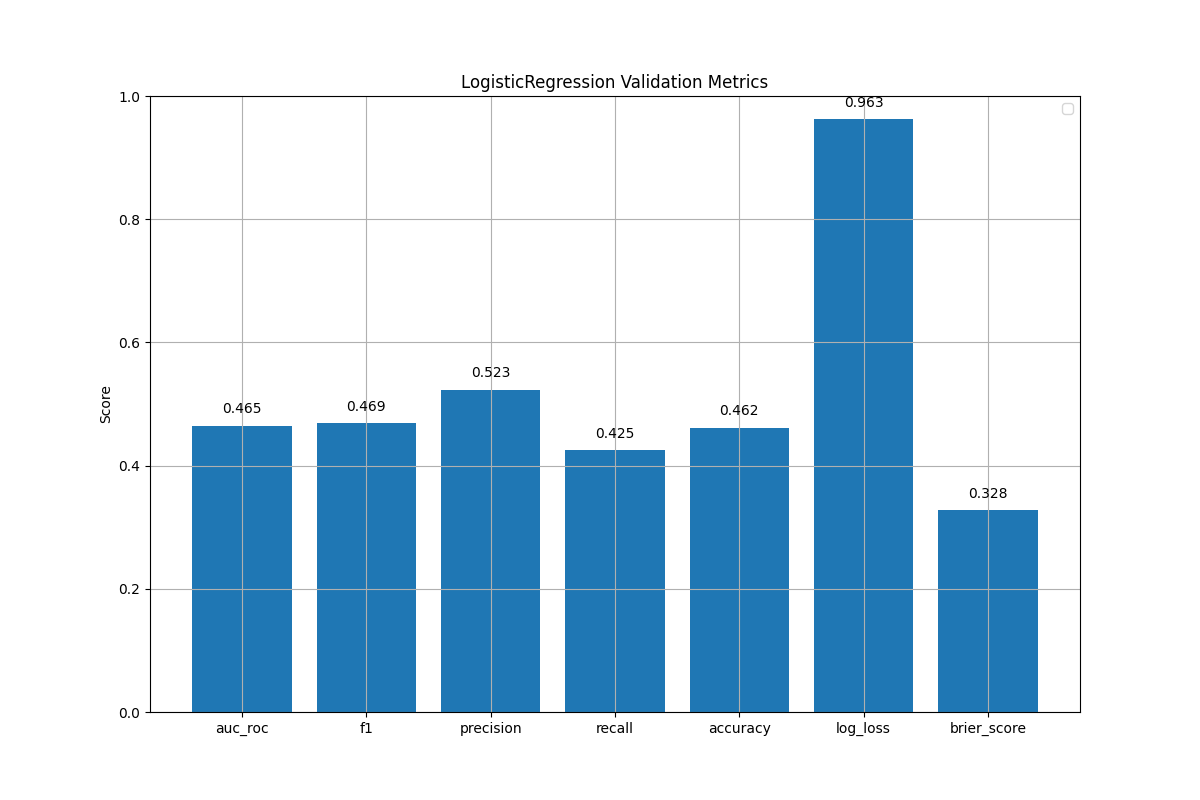 LogisticRegression Validation Metrics
1.0
0.8
0.6
0.4
0.2
0.0
Score
0.465
0.469
0.523
0.425
0.462
0.963
0.328
auc_roc
f1
precision
recall
accuracy
log_loss
brier_score